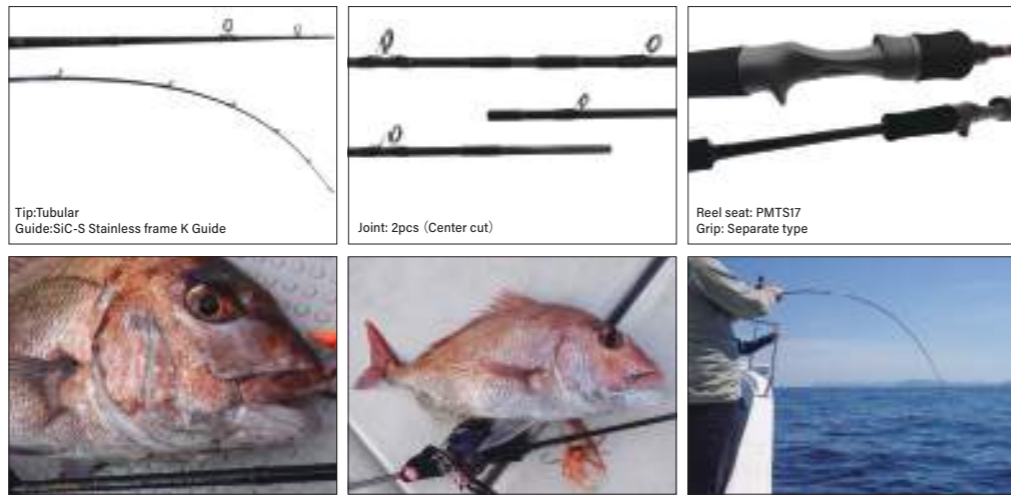 Tip:Tubular
Guide:SiC-S Stainless frame K Guide
Joint: 2pcs (Center cut)
Reel seat: PMTS17
Grip: Separate type